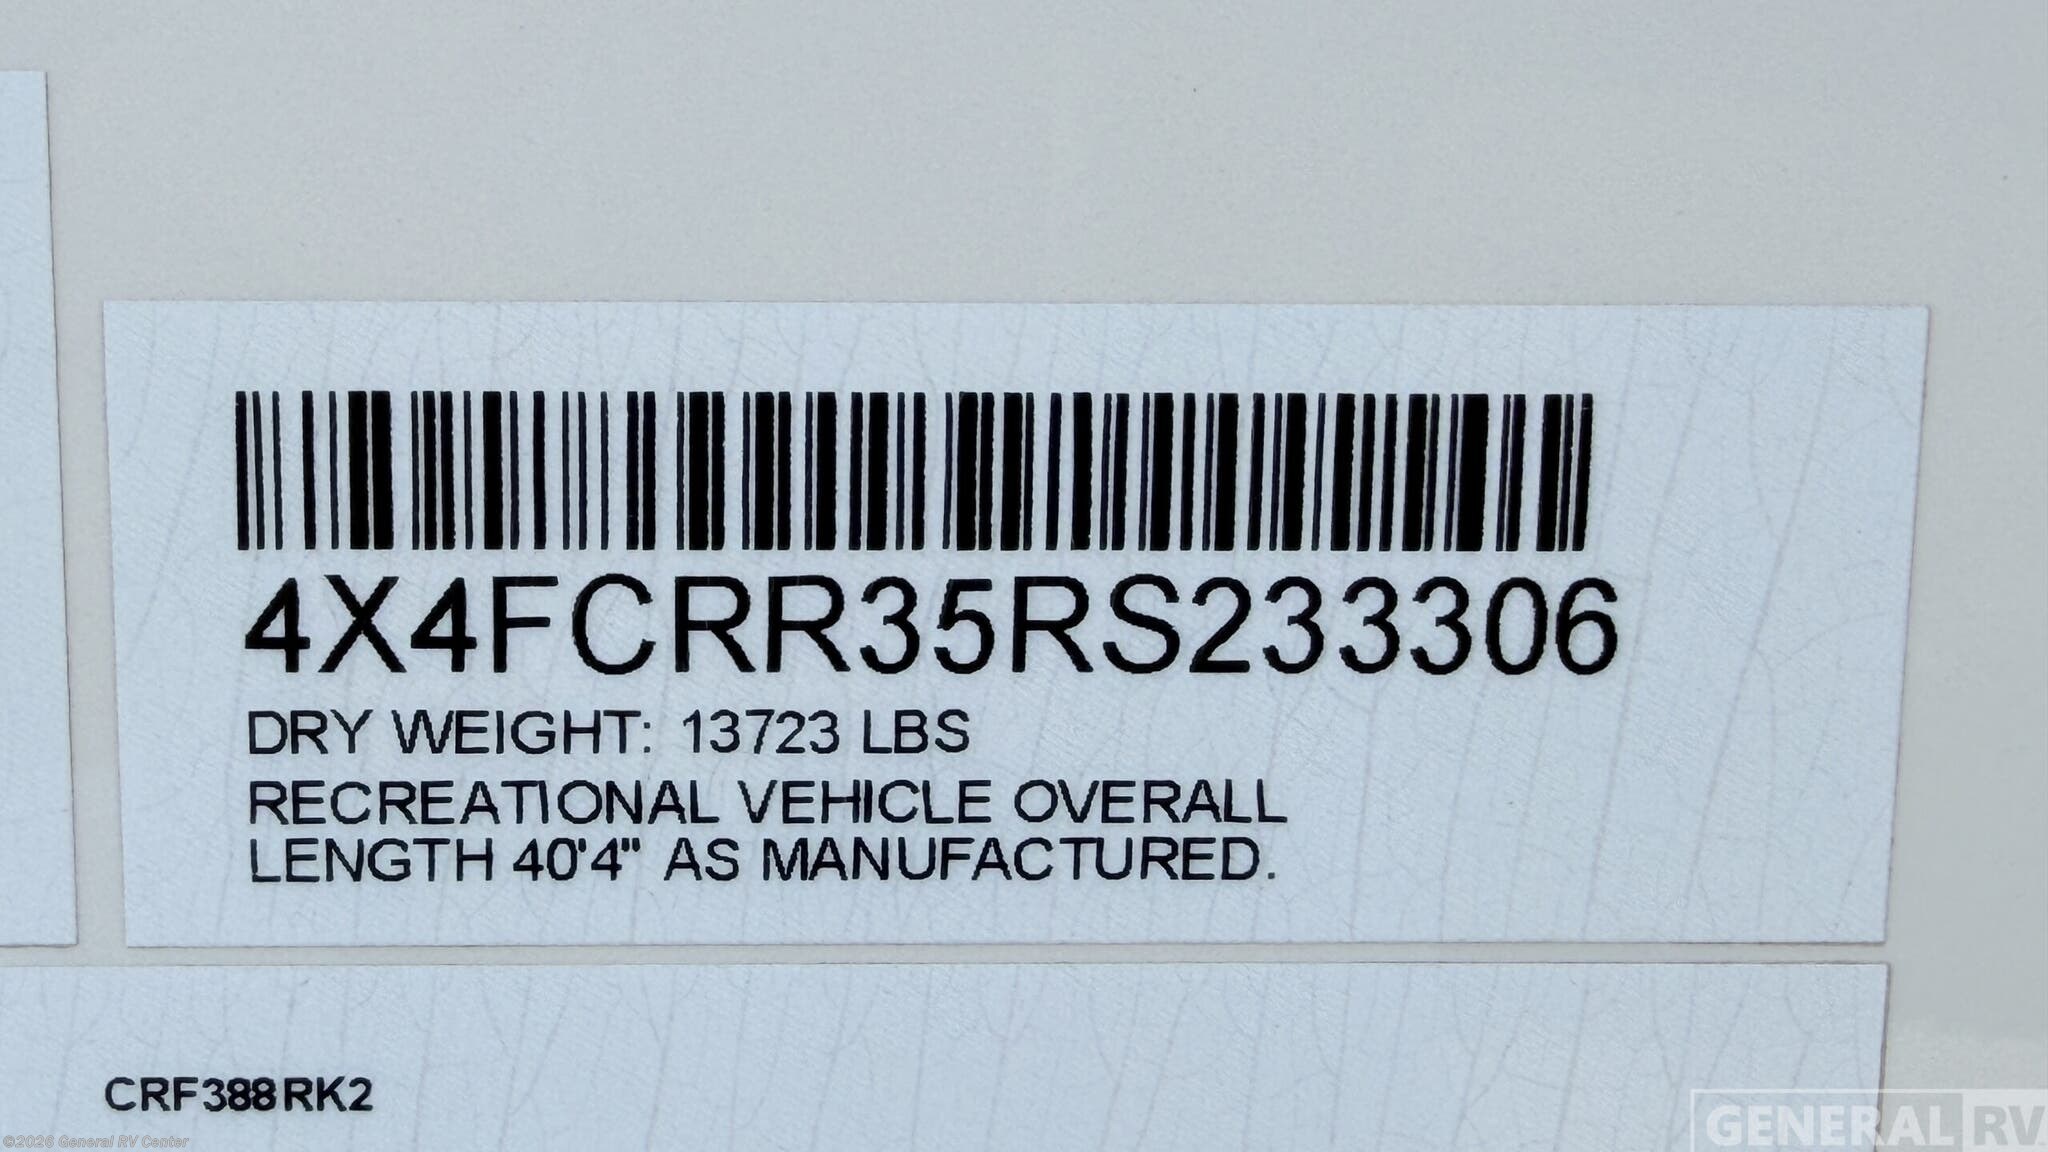 4X4FCRR35RS233306
DRY WEIGHT: 13723 LBS
RECREATIONAL VEHICLE OVERALL
LENGTH 40'4" AS MANUFACTURED.
CRF388RK2
©2026 General RV Center
GENERAL RV